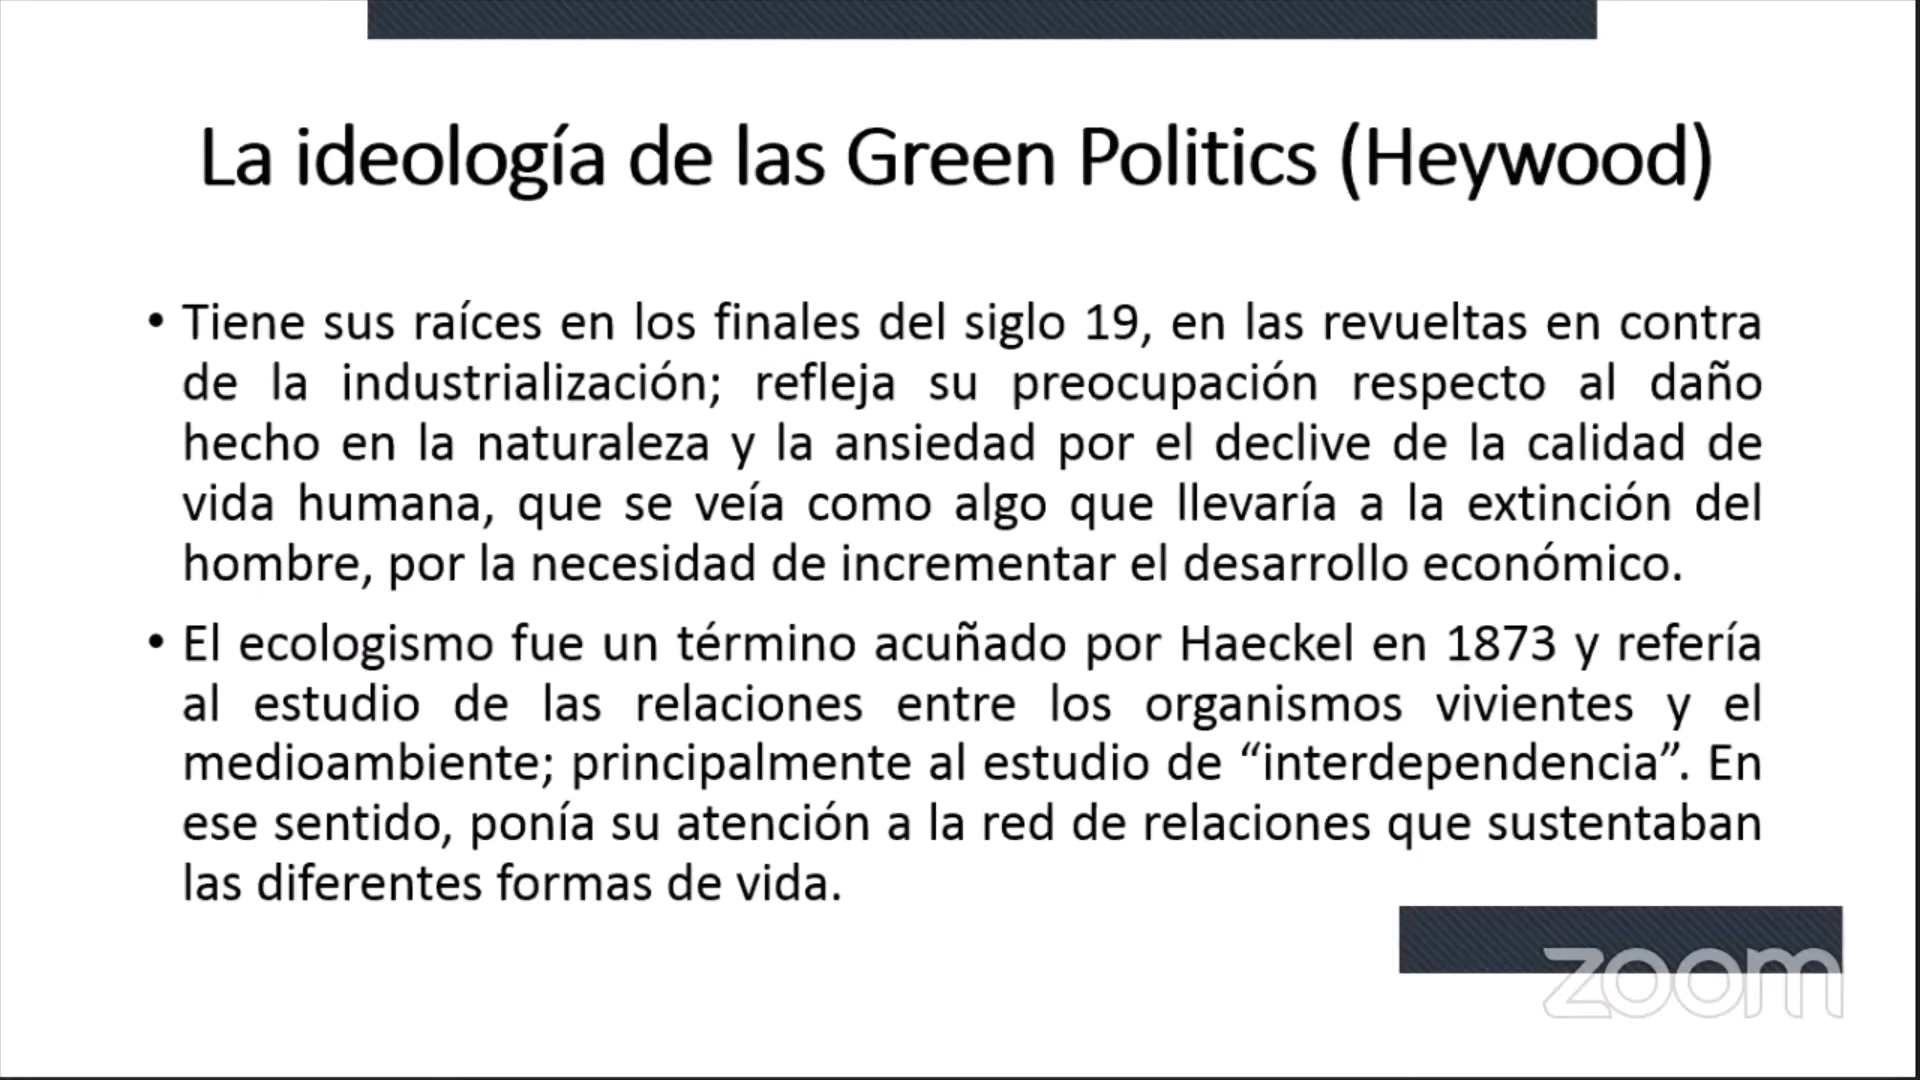 La ideología de las Green Politics (Heywood)
• Tiene sus raíces en los finales del siglo 19, en las revueltas en contra
de la industrialización; refleja su preocupación respecto al daño
hecho en la naturaleza y la ansiedad por el declive de la calidad de
vida humana, que se veía como algo que llevaría a la extinción del
hombre, por la necesidad de incrementar el desarrollo económico.
• El ecologismo fue un término acuñado por Haeckel en 1873 y refería
al estudio de las relaciones entre los organismos vivientes y el
medioambiente; principalmente al estudio de “interdependencia”. En
ese sentido, ponía su atención a la red de relaciones que sustentaban
las diferentes formas de vida.
zoom